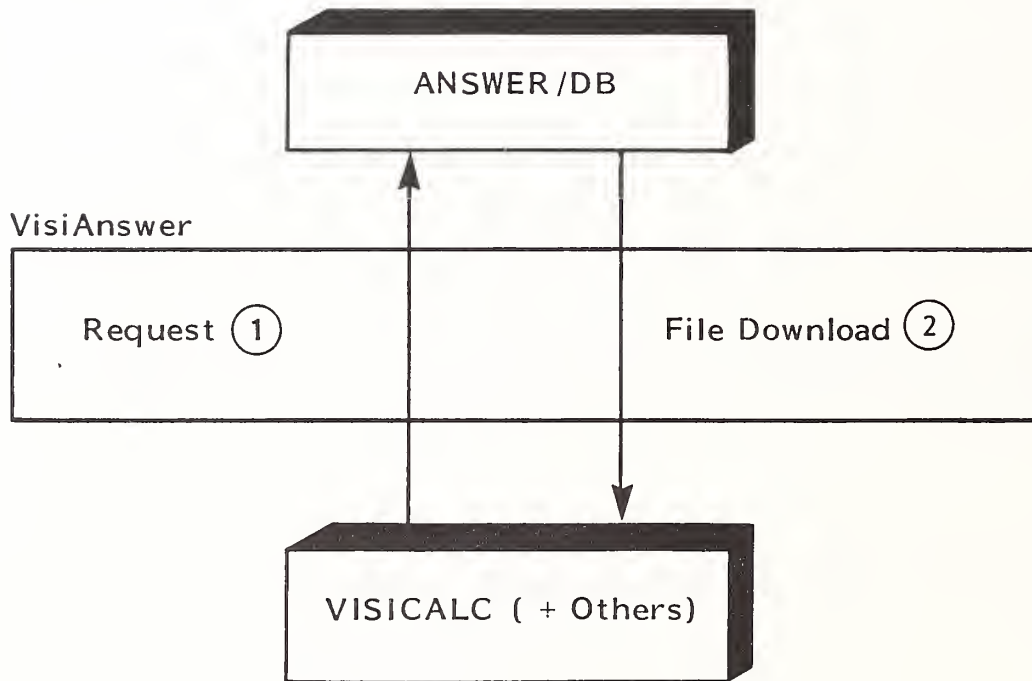 ANSWER/DB
VisiAnswer
Request 1
File Download 2
VISICALC ( + Others)